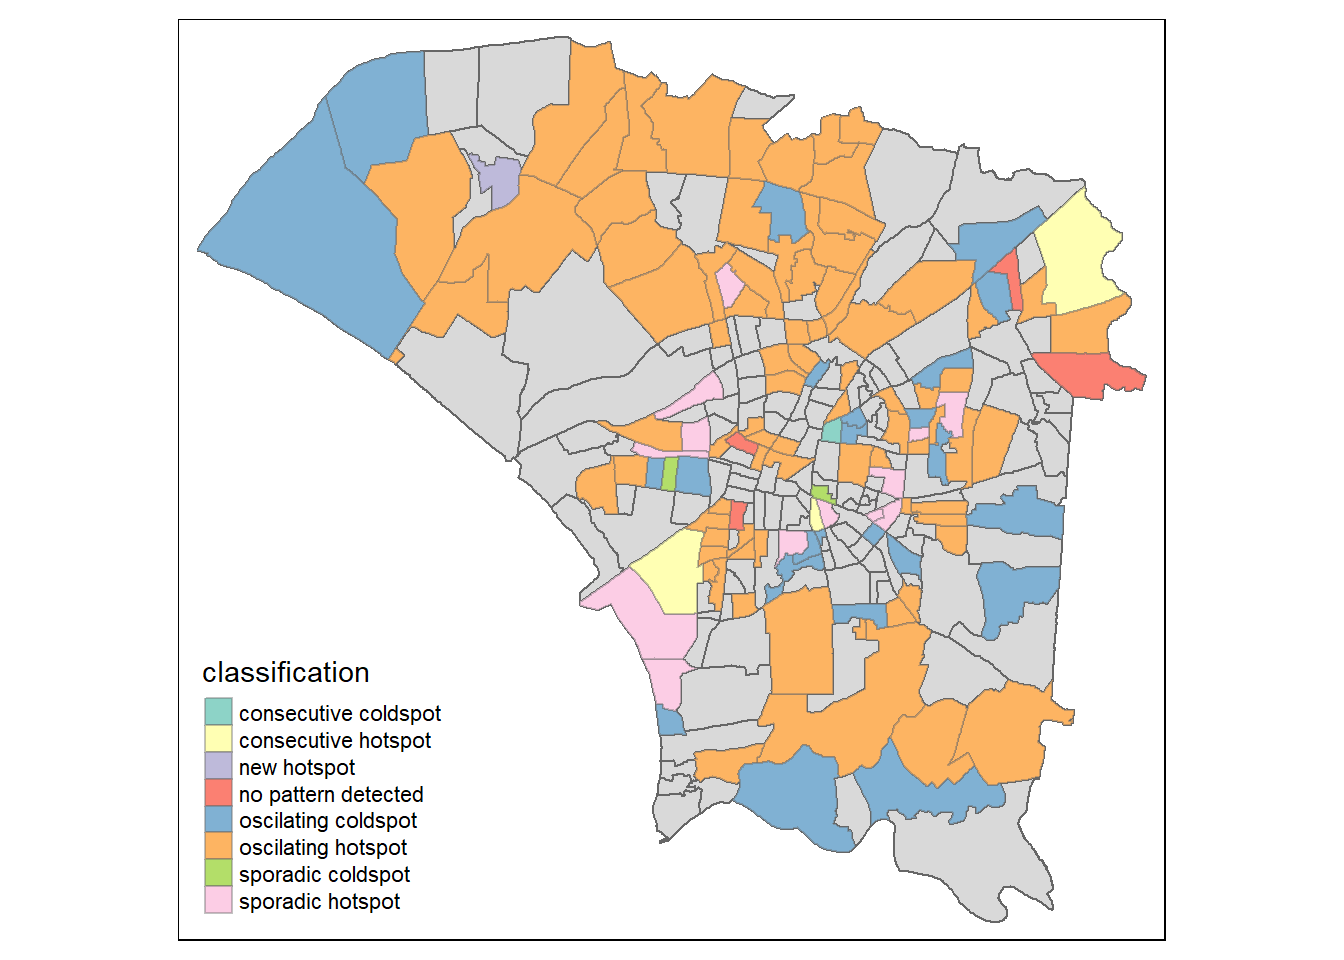 classification
consecutive coldspot
consecutive hotspot
new hotspot
no pattern detected
oscilating coldspot
oscilating hotspot
sporadic coldspot
sporadic hotspot